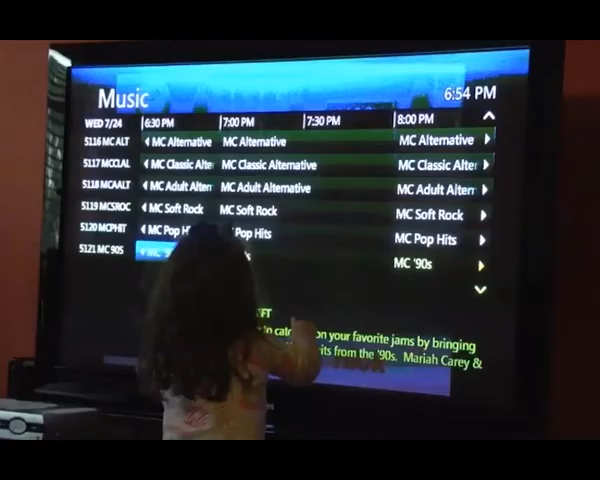 Music
6:54 PM
WED 7/24 6:30 PM 7:00 PM 7:30 PM 8:00 PM
5116 MC ALT MC Alternative MC Alternative MC Alternative
5117 MCCLAL MC Classic Alter MC Classic Alternative MC Classic Alter
5118 MCAALT MC Adult Altern MC Adult Alternative MC Adult Altern
5119 MCSROC MC Soft Rock MC Soft Rock MC Soft Rock
5120 MCPHIT MC Pop Pop Hits MC Pop Hits
5121 MC 90S MC MC '90s
to on your favorite jams by bringing
from the '90s. Mariah Carey &